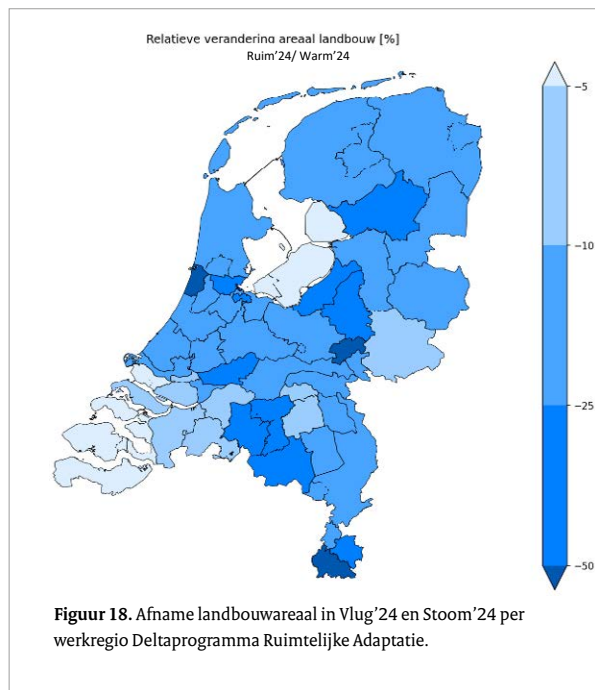 Relatieve verandering areaal landbouw [%]
Ruim’24/ Warm’24
−5
−10
−25
−50
Figuur 18. Afname landbouwareaal in Vlug’24 en Stoom’24 per
werkregio Deltaprogramma Ruimtelijke Adaptatie.